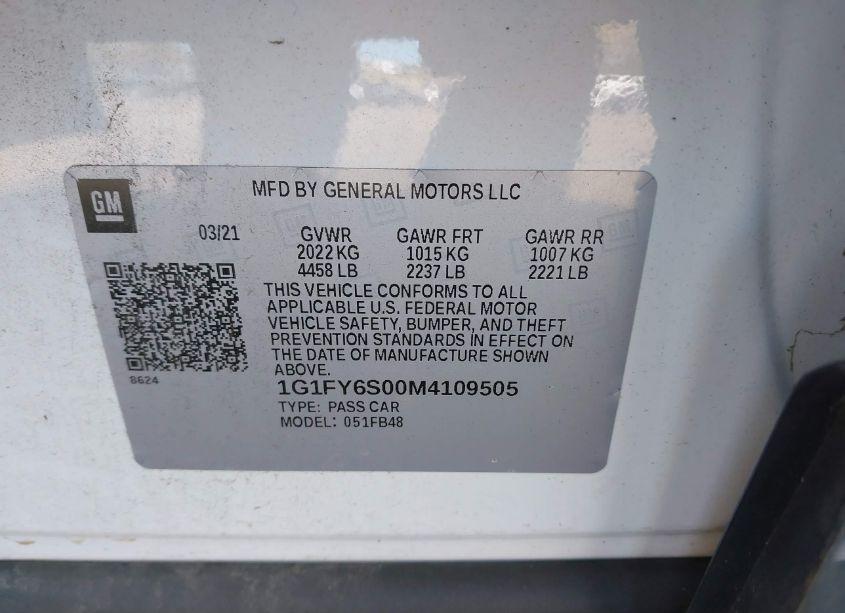 GM
MFD BY GENERAL MOTORS LLC
03/21 GVWR GAWR FRT GAWR RR
2022 KG 1015 KG 1007 KG
4458 LB 2237 LB 2221 LB
THIS VEHICLE CONFORMS TO ALL
APPLICABLE U.S. FEDERAL MOTOR
VEHICLE SAFETY, BUMPER, AND THEFT
PREVENTION STANDARDS IN EFFECT ON
THE DATE OF MANUFACTURE SHOWN
ABOVE.
8624
1G1FY6S00M4109505
TYPE: PASS CAR
MODEL: 051FB48